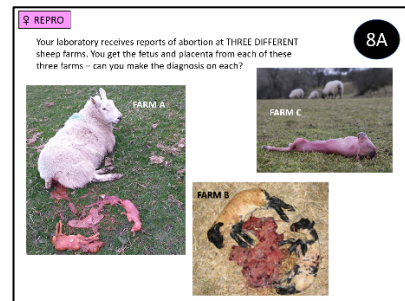 ♀ REPRO
8A
Your laboratory receives reports of abortion at THREE DIFFERENT
sheep farms. You get the fetus and placenta from each of these
three farms – can you make the diagnosis on each?
FARM A
FARM C
FARM B